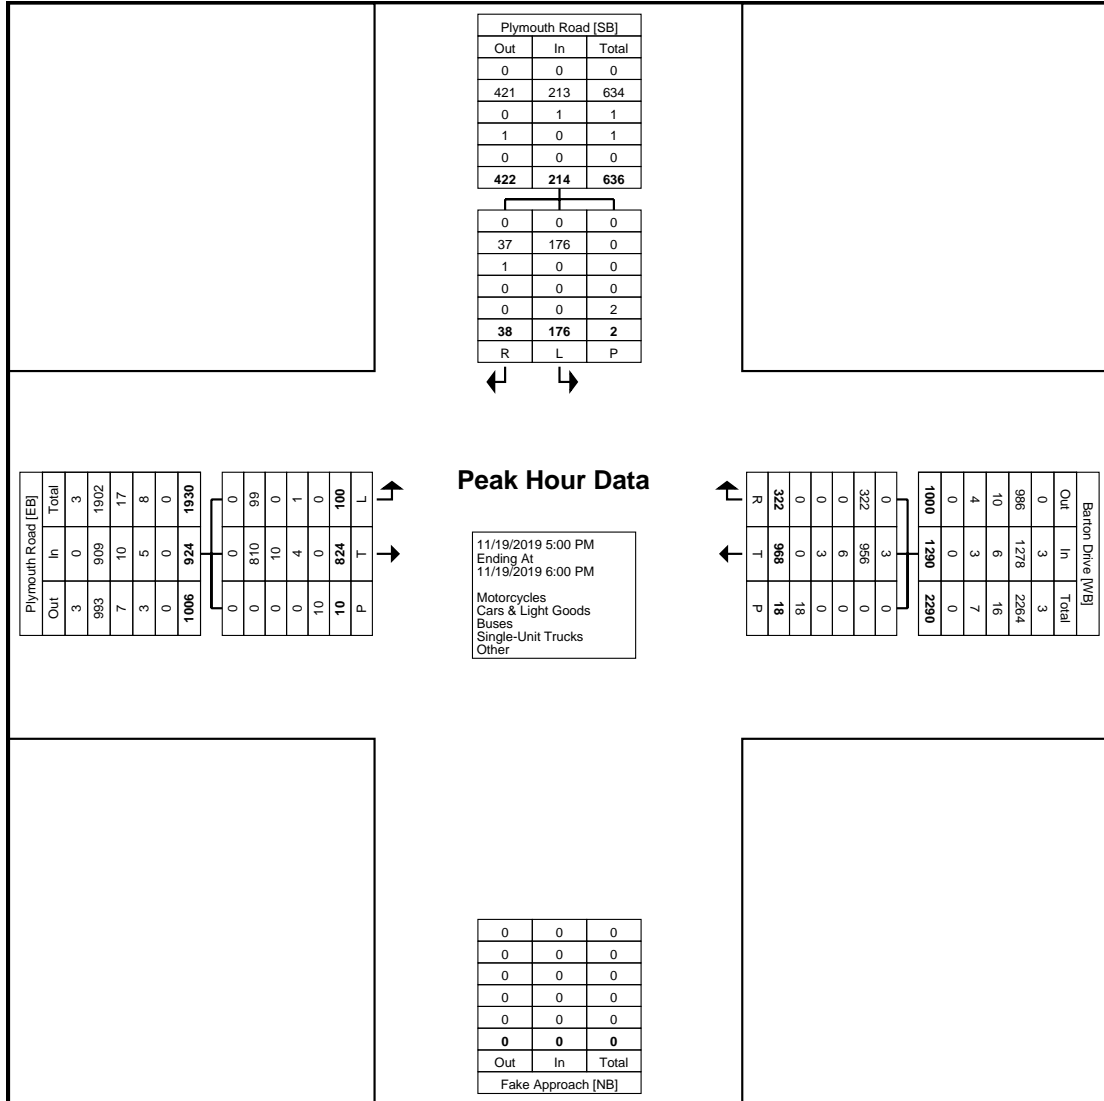 Plymouth Road [SB]
Out In Total
0 0 0
421 213 634
0 1 1
1 0 1
0 0 0
422 214 636
0 0 0
37 176 0
1 0 0
0 0 0
0 0 2
38 176 2
R L P
Plymouth Road [EB]
Out In Total
3 0 3
993 909 1902
7 10 17
3 5 8
0 0 0
1006 924 1930
0 0 0
0 810 99
0 10 0
0 4 1
10 0 0
10 824 100
P T L
Peak Hour Data
11/19/2019 5:00 PM
Ending At
11/19/2019 6:00 PM
Motorcycles
Cars & Light Goods
Buses
Single-Unit Trucks
Other
Barton Drive [WB]
Out In Total
0 3 3
986 1278 2264
10 6 16
4 3 7
0 0 0
1000 1290 2290
0 3 0
322 956 0
0 6 0
0 3 0
0 0 18
322 968 18
R T P
0 0 0
0 0 0
0 0 0
0 0 0
0 0 0
0 0 0
Out In Total
Fake Approach [NB]